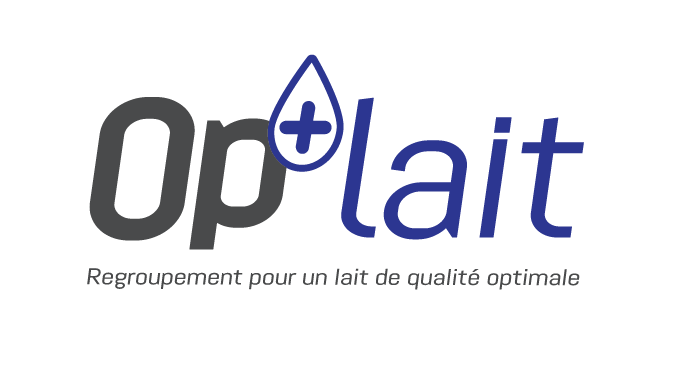 Op+lait
Regroupement pour un lait de qualité optimale